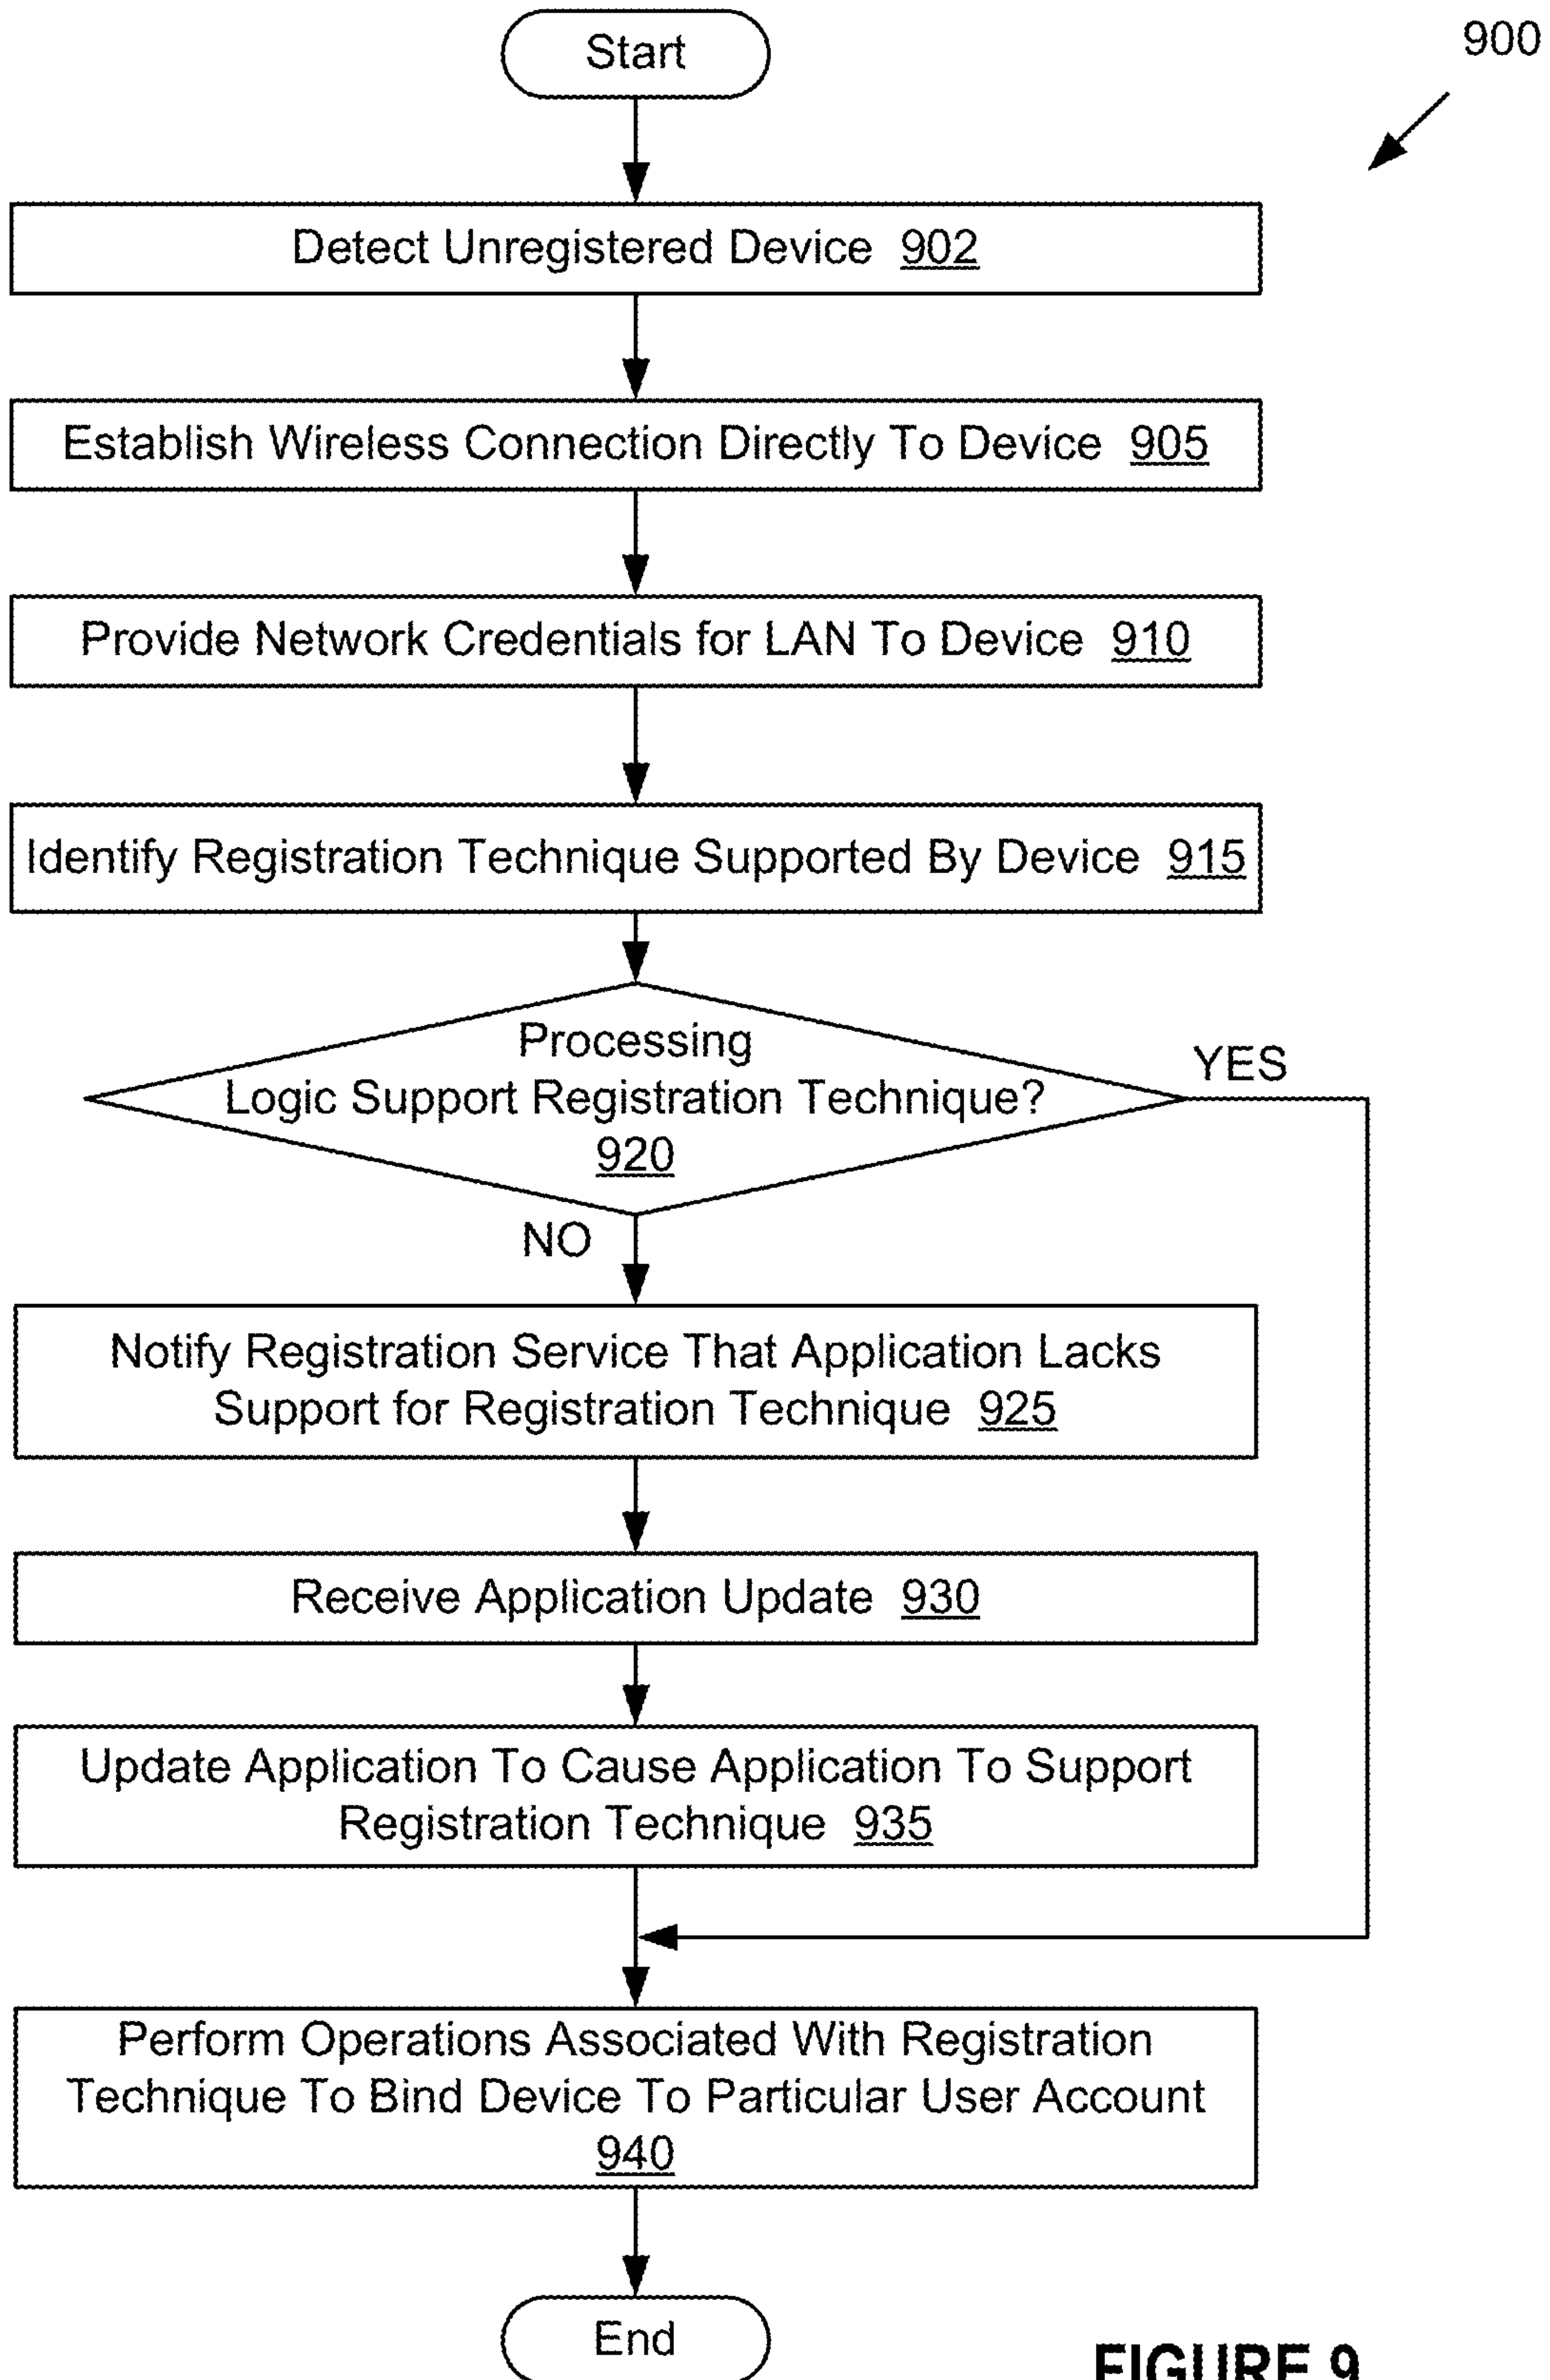 Start
900
Detect Unregistered Device 902
Establish Wireless Connection Directly To Device 905
Provide Network Credentials for LAN To Device 910
Identify Registration Technique Supported By Device 915
Processing
Logic Support Registration Technique?
920
YES
NO
Notify Registration Service That Application Lacks
Support for Registration Technique 925
Receive Application Update 930
Update Application To Cause Application To Support
Registration Technique 935
Perform Operations Associated With Registration
Technique To Bind Device To Particular User Account
940
End
FIGURE 9